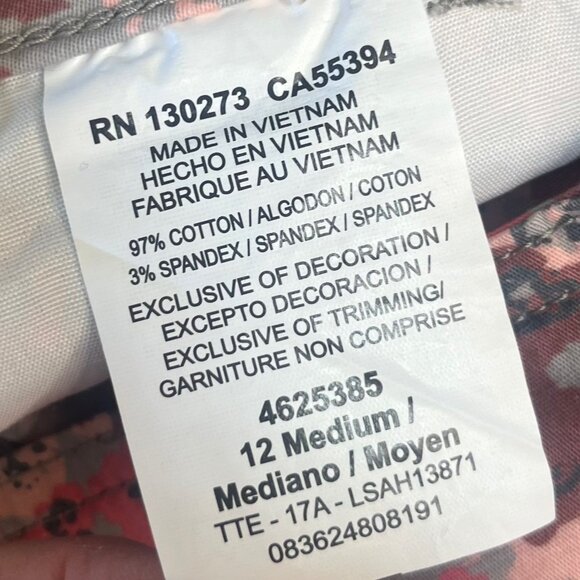 RN 130273 CA55394
MADE IN VIETNAM
HECHO EN VIETNAM
FABRIQUE AU VIETNAM
97% COTTON / ALGODON / COTON
3% SPANDEX / SPANDEX / SPANDEX
EXCLUSIVE OF DECORATION /
EXCEPTO DECORACION /
EXCLUSIVE OF TRIMMING/
GARNITURE NON COMPRISE
4625385
12 Medium /
Mediano / Moyen
TTE - 17A - LSAH13871
083624808191